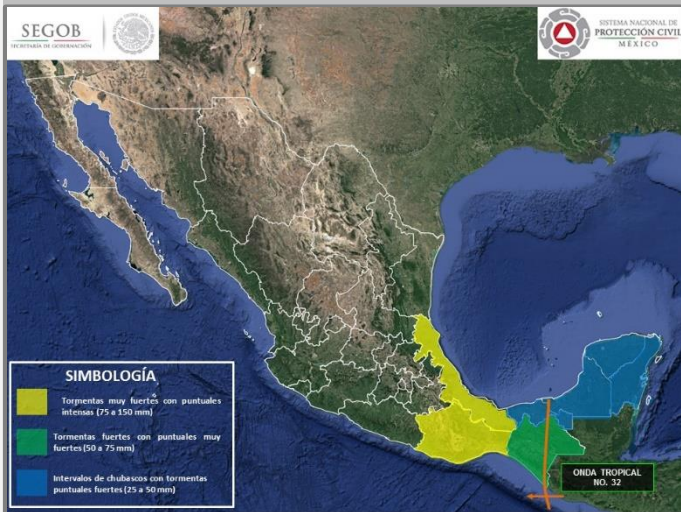 SEGOB
SECRETARÍA DE GOBERNACIÓN
SISTEMA NACIONAL DE
PROTECCIÓN CIVIL
MÉXICO
SIMBOLOGÍA
Tormentas muy fuertes con puntuales
intensas (75 a 150 mm)
Tormentas fuertes con puntuales muy
fuertes (50 a 75 mm)
Intervalos de chubascos con tormentas
puntuales fuertes (25 a 50 mm)
ONDA TROPICAL
NO. 32